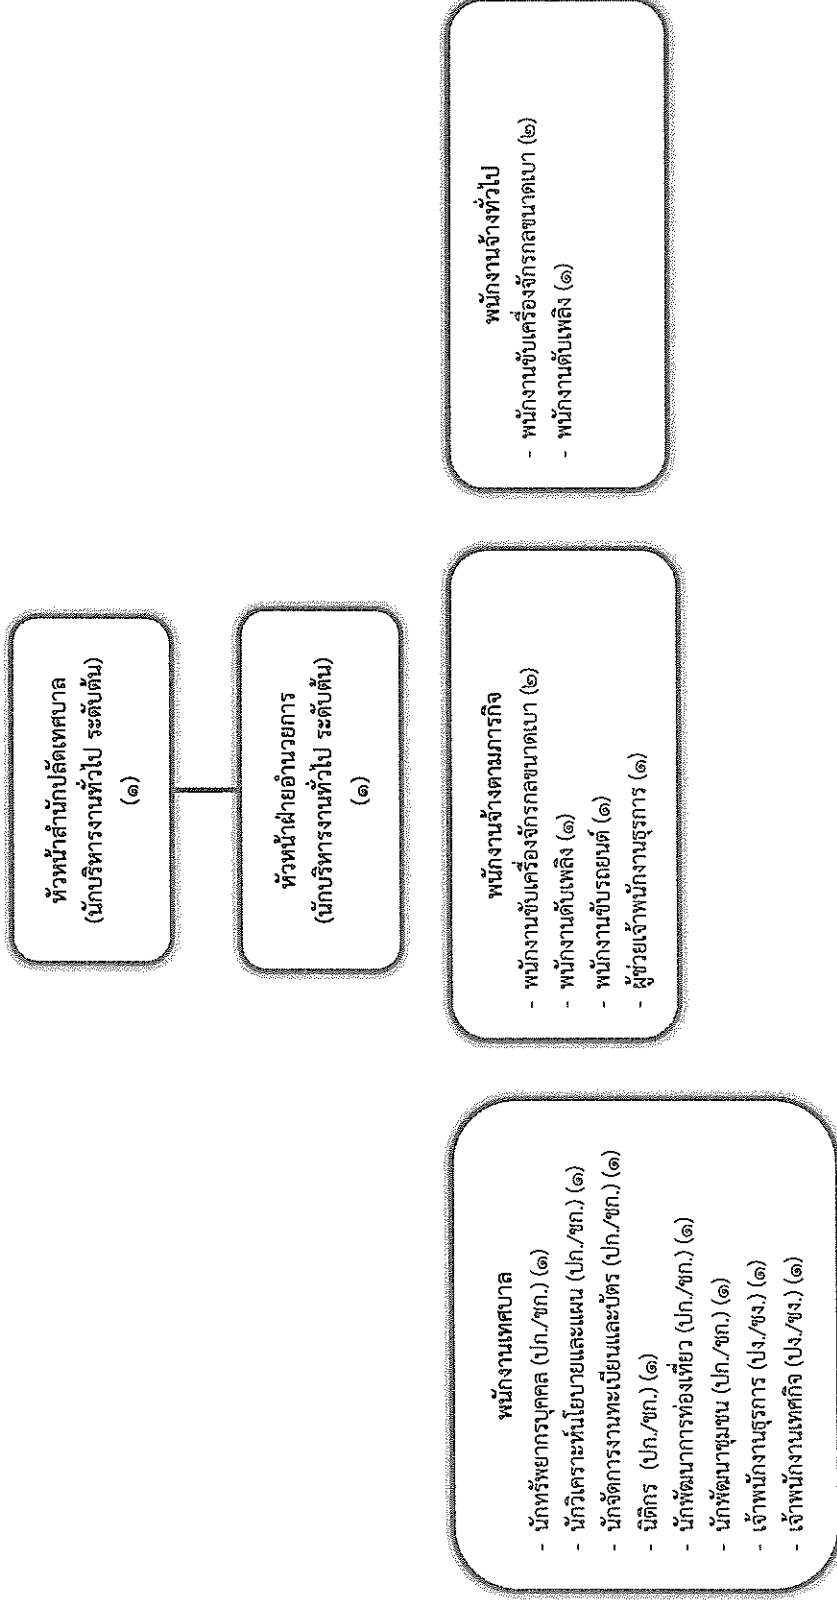 หัวหน้าสำนักปลัดเทศบาล
(นักบริหารงานทั่วไป ระดับต้น)
(๑)
หัวหน้าฝ่ายอำนวยการ
(นักบริหารงานทั่วไป ระดับต้น)
(๑)
พนักงานเทศบาล
- นักทรัพยากรบุคคล (ปก./ชก.) (๑)
- นักวิเคราะห์นโยบายและแผน (ปก./ชก.) (๑)
- นักจัดการงานทะเบียนและบัตร (ปก./ชก.) (๑)
- นิติกร (ปก./ชก.) (๑)
- นักพัฒนาการท่องเที่ยว (ปก./ชก.) (๑)
- นักพัฒนาชุมชน (ปก./ชก.) (๑)
- เจ้าพนักงานธุรการ (ปง./ชง.) (๑)
- เจ้าพนักงานเทศกิจ (ปง./ชง.) (๑)
พนักงานจ้างตามภารกิจ
- พนักงานขับเครื่องจักรกลขนาดเบา (๒)
- พนักงานดับเพลิง (๑)
- พนักงานขับรถยนต์ (๑)
- ผู้ช่วยเจ้าพนักงานธุรการ (๑)
พนักงานจ้างทั่วไป
- พนักงานขับเครื่องจักรกลขนาดเบา (๒)
- พนักงานดับเพลิง (๑)